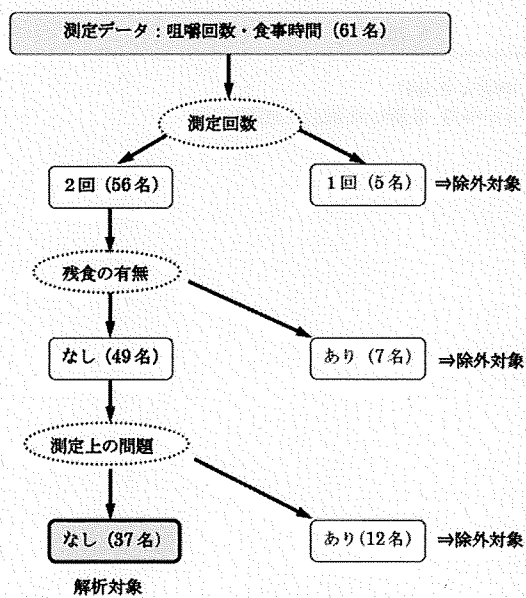 測定データ：咀嚼回数・食事時間（61名）
測定回数
2回（56名）
1回（5名） ⇒除外対象
残食の有無
なし（49名）
あり（7名） ⇒除外対象
測定上の問題
なし（37名）
あり（12名） ⇒除外対象
解析対象